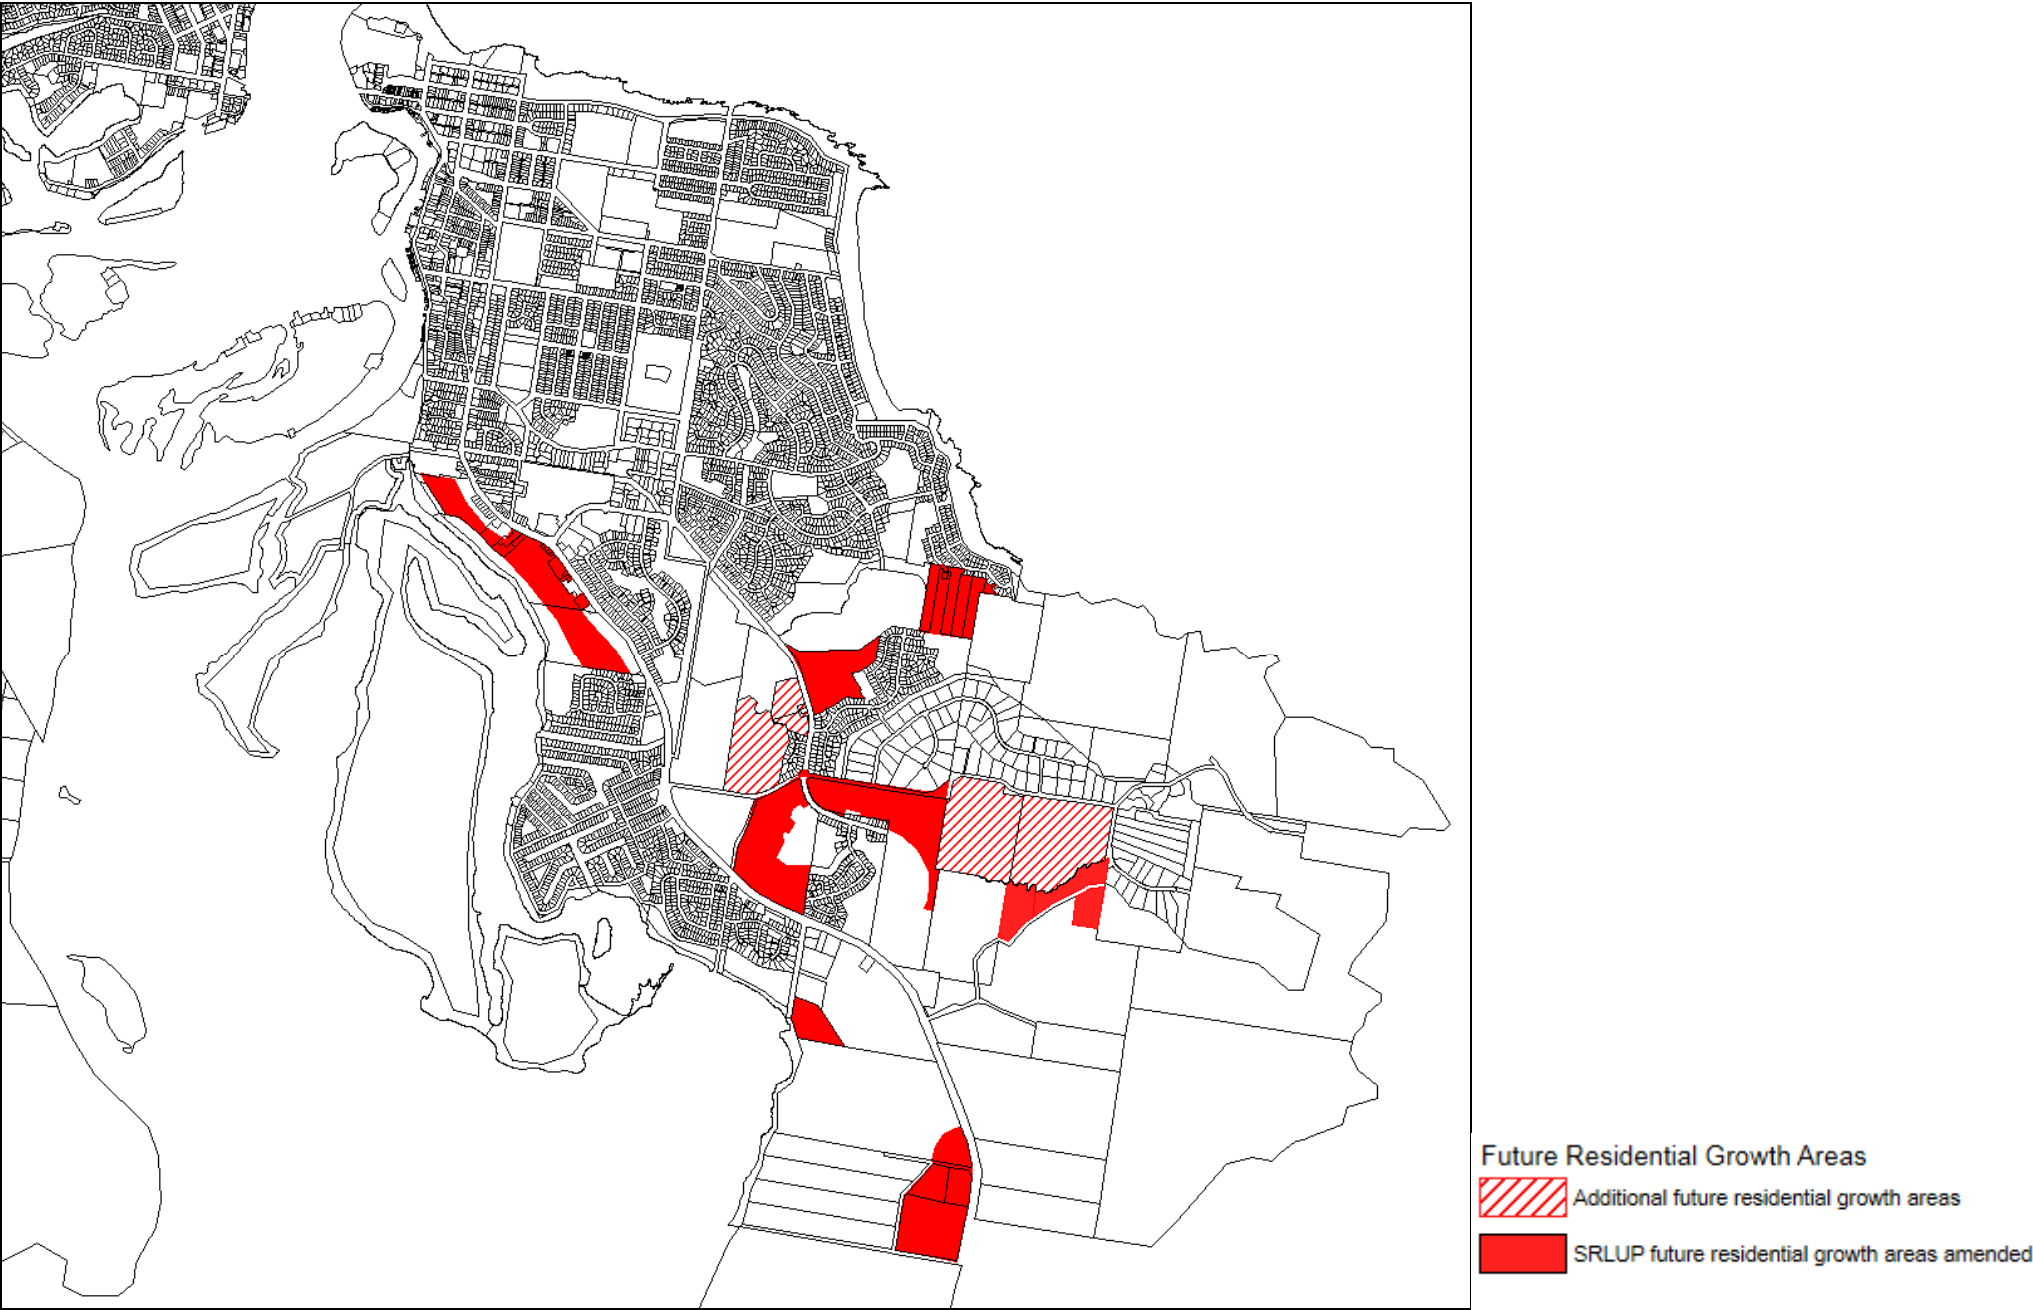 Future Residential Growth Areas
Additional future residential growth areas
SRLUP future residential growth areas amended